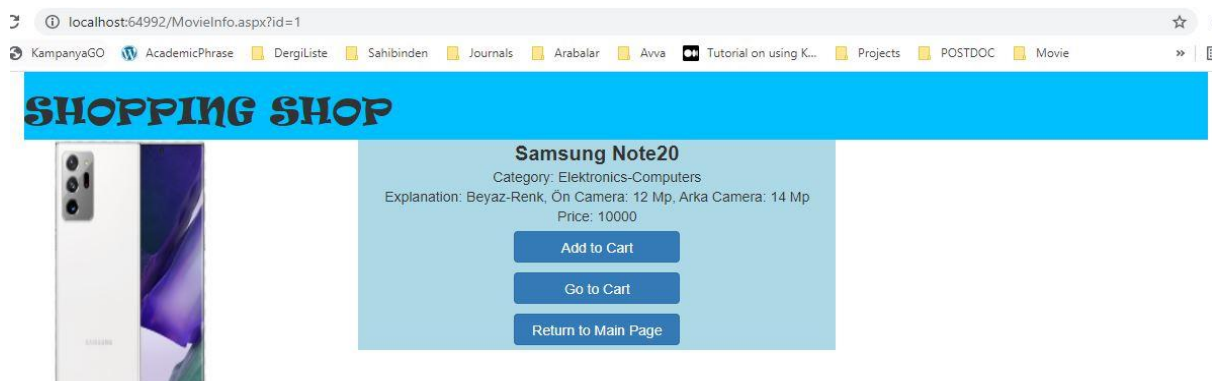 localhost:64992/MovieInfo.aspx?id=1
KampanyaGO AcademicPhrase DergiListe Sahibinden Journals Arabalar Avva Tutorial on using K... Projects POSTDOC Movie »
SHOPPING SHOP
Samsung Note20
Category: Elektronics-Computers
Explanation: Beyaz-Renk, Ön Camera: 12 Mp, Arka Camera: 14 Mp
Price: 10000
Add to Cart
Go to Cart
Return to Main Page
SAMSUNG